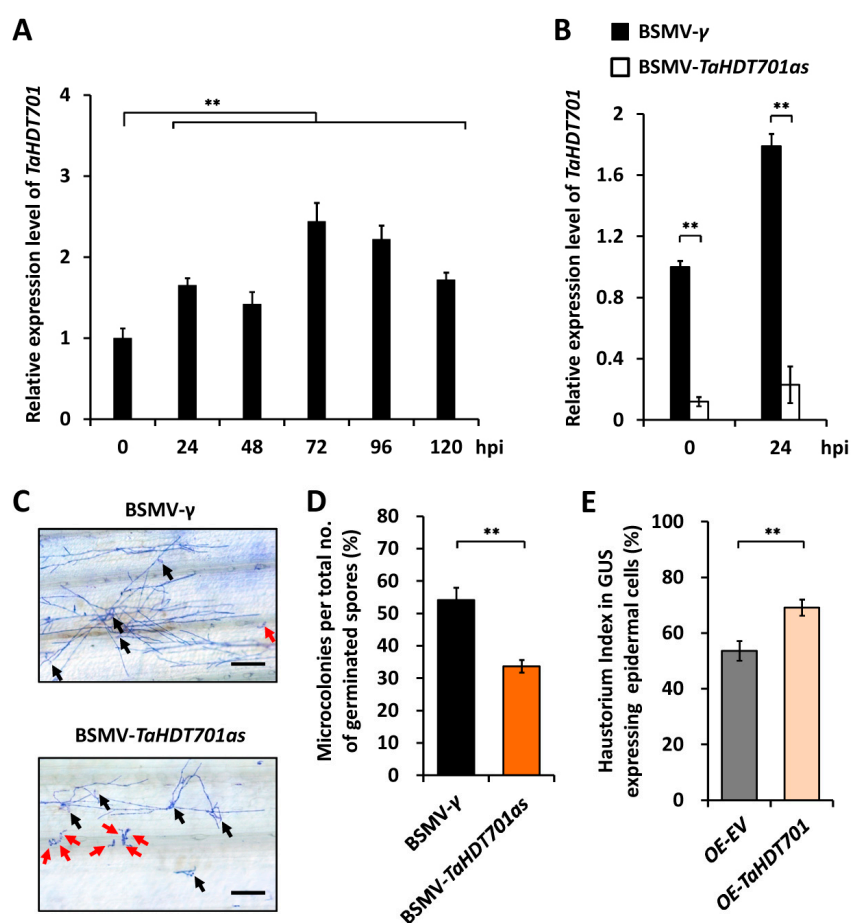 A
Relative expression level of TaHDT701
4
3
2
1
0
**
0 24 48 72 96 120 hpi
B
BSMV-γ
BSMV-TaHDT701as
Relative expression level of TaHDT701
2
1.6
1.2
0.8
0.4
0
**
**
0 24 hpi
C
BSMV-γ
BSMV-TaHDT701as
D
Microcolonies per total no.
of germinated spores (%)
80
70
60
50
40
30
20
10
0
**
BSMV-γ
BSMV-TaHDT701as
E
Haustorium Index in GUS
expressing epidermal cells (%)
100
80
60
40
20
0
**
OE-EV
OE-TaHDT701